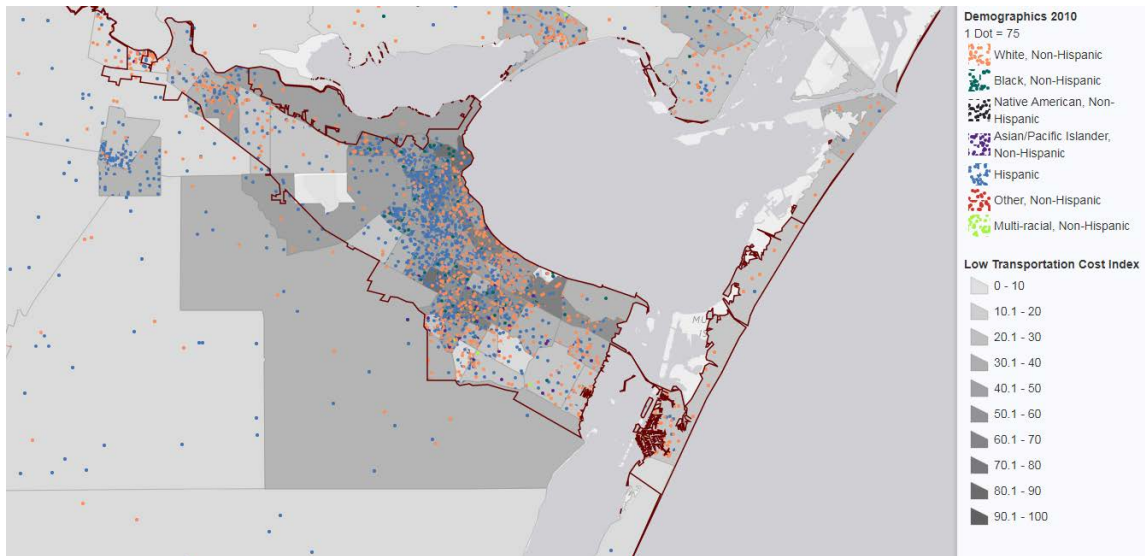 Demographics 2010
1 Dot = 75
White, Non-Hispanic
Black, Non-Hispanic
Native American, Non-
Hispanic
Asian/Pacific Islander,
Non-Hispanic
Hispanic
Other, Non-Hispanic
Multi-racial, Non-Hispanic
Low Transportation Cost Index
0 - 10
10.1 - 20
20.1 - 30
30.1 - 40
40.1 - 50
50.1 - 60
60.1 - 70
70.1 - 80
80.1 - 90
90.1 - 100